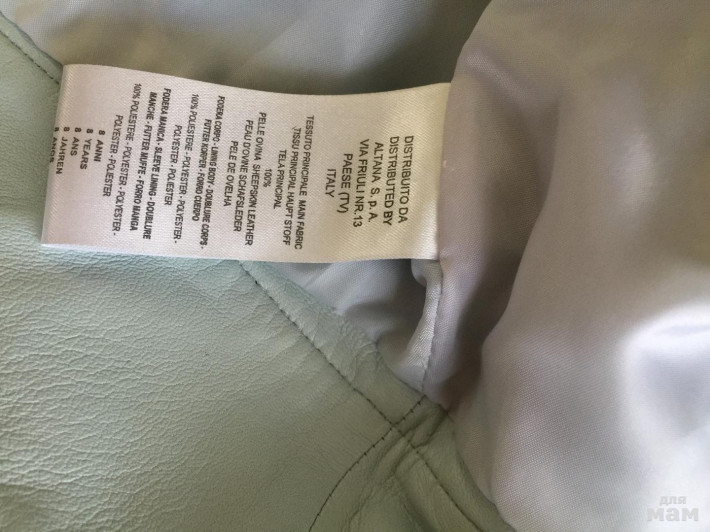 DISTRIBUITO DA
DISTRIBUTED BY
ALTANA S.p.A.
VIA FRIULI NR.13
PAESE (TV)
ITALY
TESSUTO PRINCIPALE MAIN FABRIC
TISSU PRINCIPAL HAUPT STOFF
TELA PRINCIPAL
100%
PELLE OVINA SHEEPSKIN LEATHER
PEAU D'OVINE SCHAFSLEDER
PELE DE OVELHA
FODERA CORPO - LINING BODY - DOUBLURE CORPS -
FUTTER KORPER - FORRO CUERPO
100% POLIESTERE - POLYESTER -
POLYESTER - POLYESTER -
POLYÉSTER - POLIESTER
FODERA MANICA - SLEEVE LINING - DOUBLURE
MANCHE - FUTTER MUFFE - FORRO MANGA
100% POLIESTERE - POLYESTER - POLYESTER -
POLYESTER - POLIESTER
8 ANNI
8 YEARS
8 ANS
8 JAHREN
для
мам